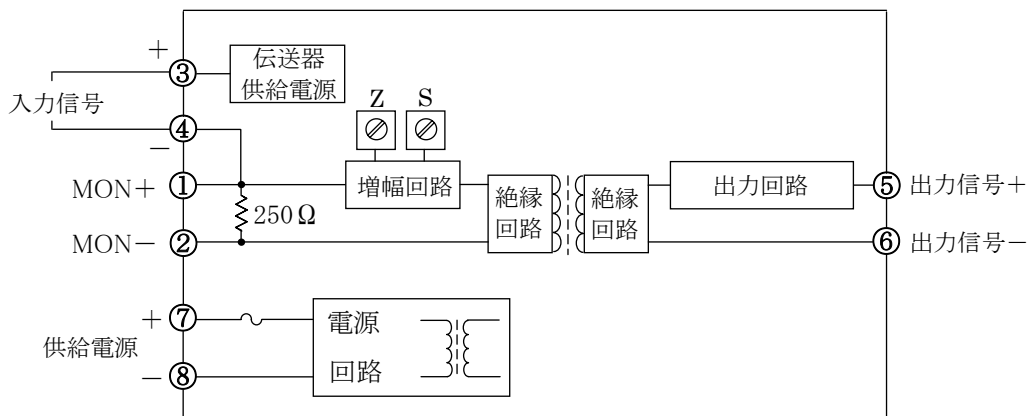 +
③
伝送器
供給電源
入力信号
④
−
Z S
MON+
①
増幅回路
250 Ω
MON−
②
絶縁
回路
絶縁
回路
出力回路
⑤
出力信号+
⑥
出力信号−
+
⑦
供給電源
−
⑧
電源
回路